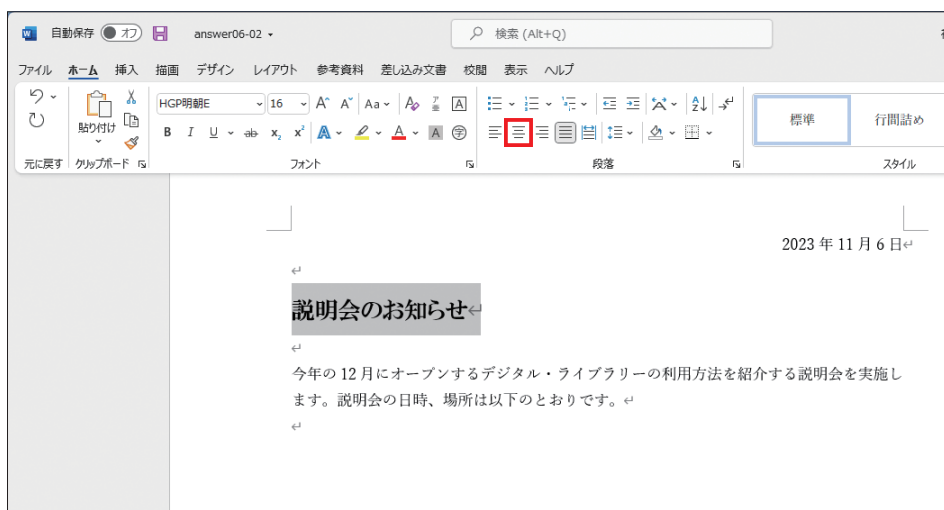 自動保存 オフ answer06-02 検索 (Alt+Q)
ファイル ホーム 挿入 描画 デザイン レイアウト 参考資料 差し込み文書 校閲 表示 ヘルプ
HGP明朝E 16 A A Aa A A
貼り付け
B I U ab x₂ x² A A A 字
標準 行間詰め
元に戻す クリップボード フォント 段落 スタイル
2023 年 11 月 6 日
説明会のお知らせ
今年の 12 月にオープンするデジタル・ライブラリーの利用方法を紹介する説明会を実施し
ます。説明会の日時、場所は以下のとおりです。